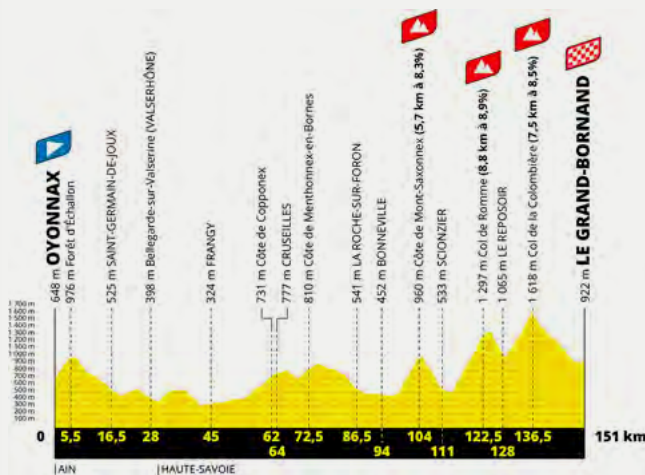 648 m OYONNAX
976 m Forêt d'Échallon
525 m SAINT-GERMAIN-DE-JOUX
398 m Bellegarde-sur-Valserine (VALSERHÔNE)
324 m FRANGY
731 m Côte de Copponex
777 m CRUSEILLES
810 m Côte de Menthonnex-en-Bornes
541 m LA ROCHE-SUR-FORON
452 m BONNEVILLE
960 m Côte de Mont-Saxonnex (5,7 km à 8,3%)
533 m SCIONZIER
1 297 m Col de Romme (8,8 km à 8,9%)
1 065 m LE REPOSOIR
1 618 m Col de la Colombière (7,5 km à 8,5%)
922 m LE GRAND-BORNAND
1 700 m
1 600 m
1 500 m
1 400 m
1 300 m
1 200 m
1 100 m
1 000 m
900 m
800 m
700 m
600 m
500 m
400 m
300 m
200 m
100 m
0 5,5 16,5 28 45 62 72,5 86,5 104 122,5 136,5 151 km
64 94 111 128
AIN HAUTE-SAVOIE